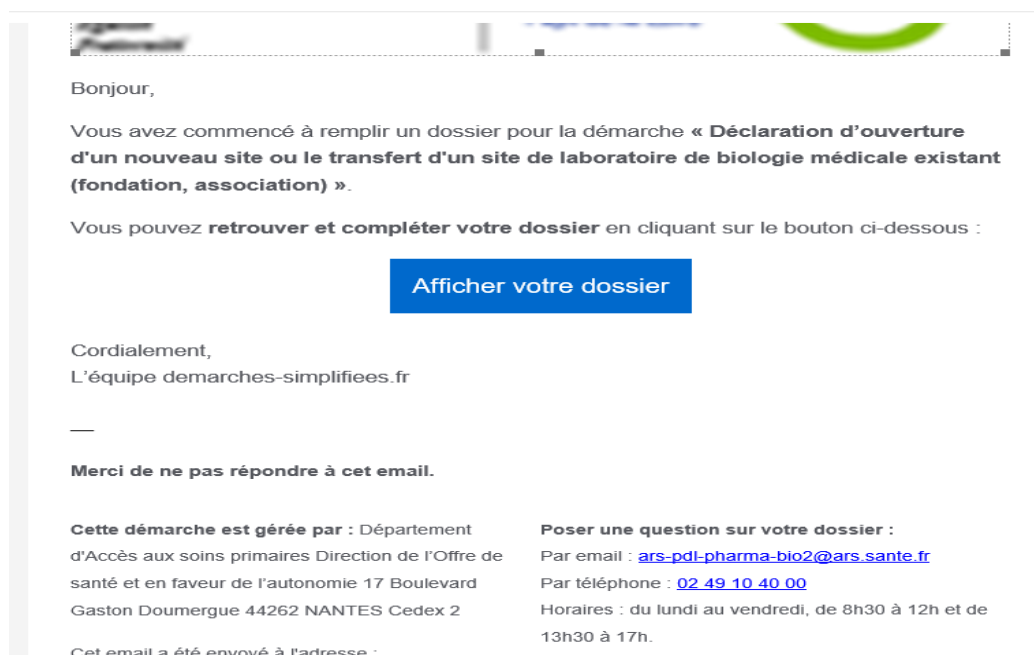 Bonjour,
Vous avez commencé à remplir un dossier pour la démarche « Déclaration d’ouverture
d'un nouveau site ou le transfert d'un site de laboratoire de biologie médicale existant
(fondation, association) ».
Vous pouvez retrouver et compléter votre dossier en cliquant sur le bouton ci-dessous :
Afficher votre dossier
Cordialement,
L’équipe demarches-simplifiees.fr
—
Merci de ne pas répondre à cet email.
Cette démarche est gérée par : Département
d'Accès aux soins primaires Direction de l’Offre de
santé et en faveur de l’autonomie 17 Boulevard
Gaston Doumergue 44262 NANTES Cedex 2
Cet email a été envoyé à l'adresse :
Poser une question sur votre dossier :
Par email : ars-pdl-pharma-bio2@ars.sante.fr
Par téléphone : 02 49 10 40 00
Horaires : du lundi au vendredi, de 8h30 à 12h et de
13h30 à 17h.